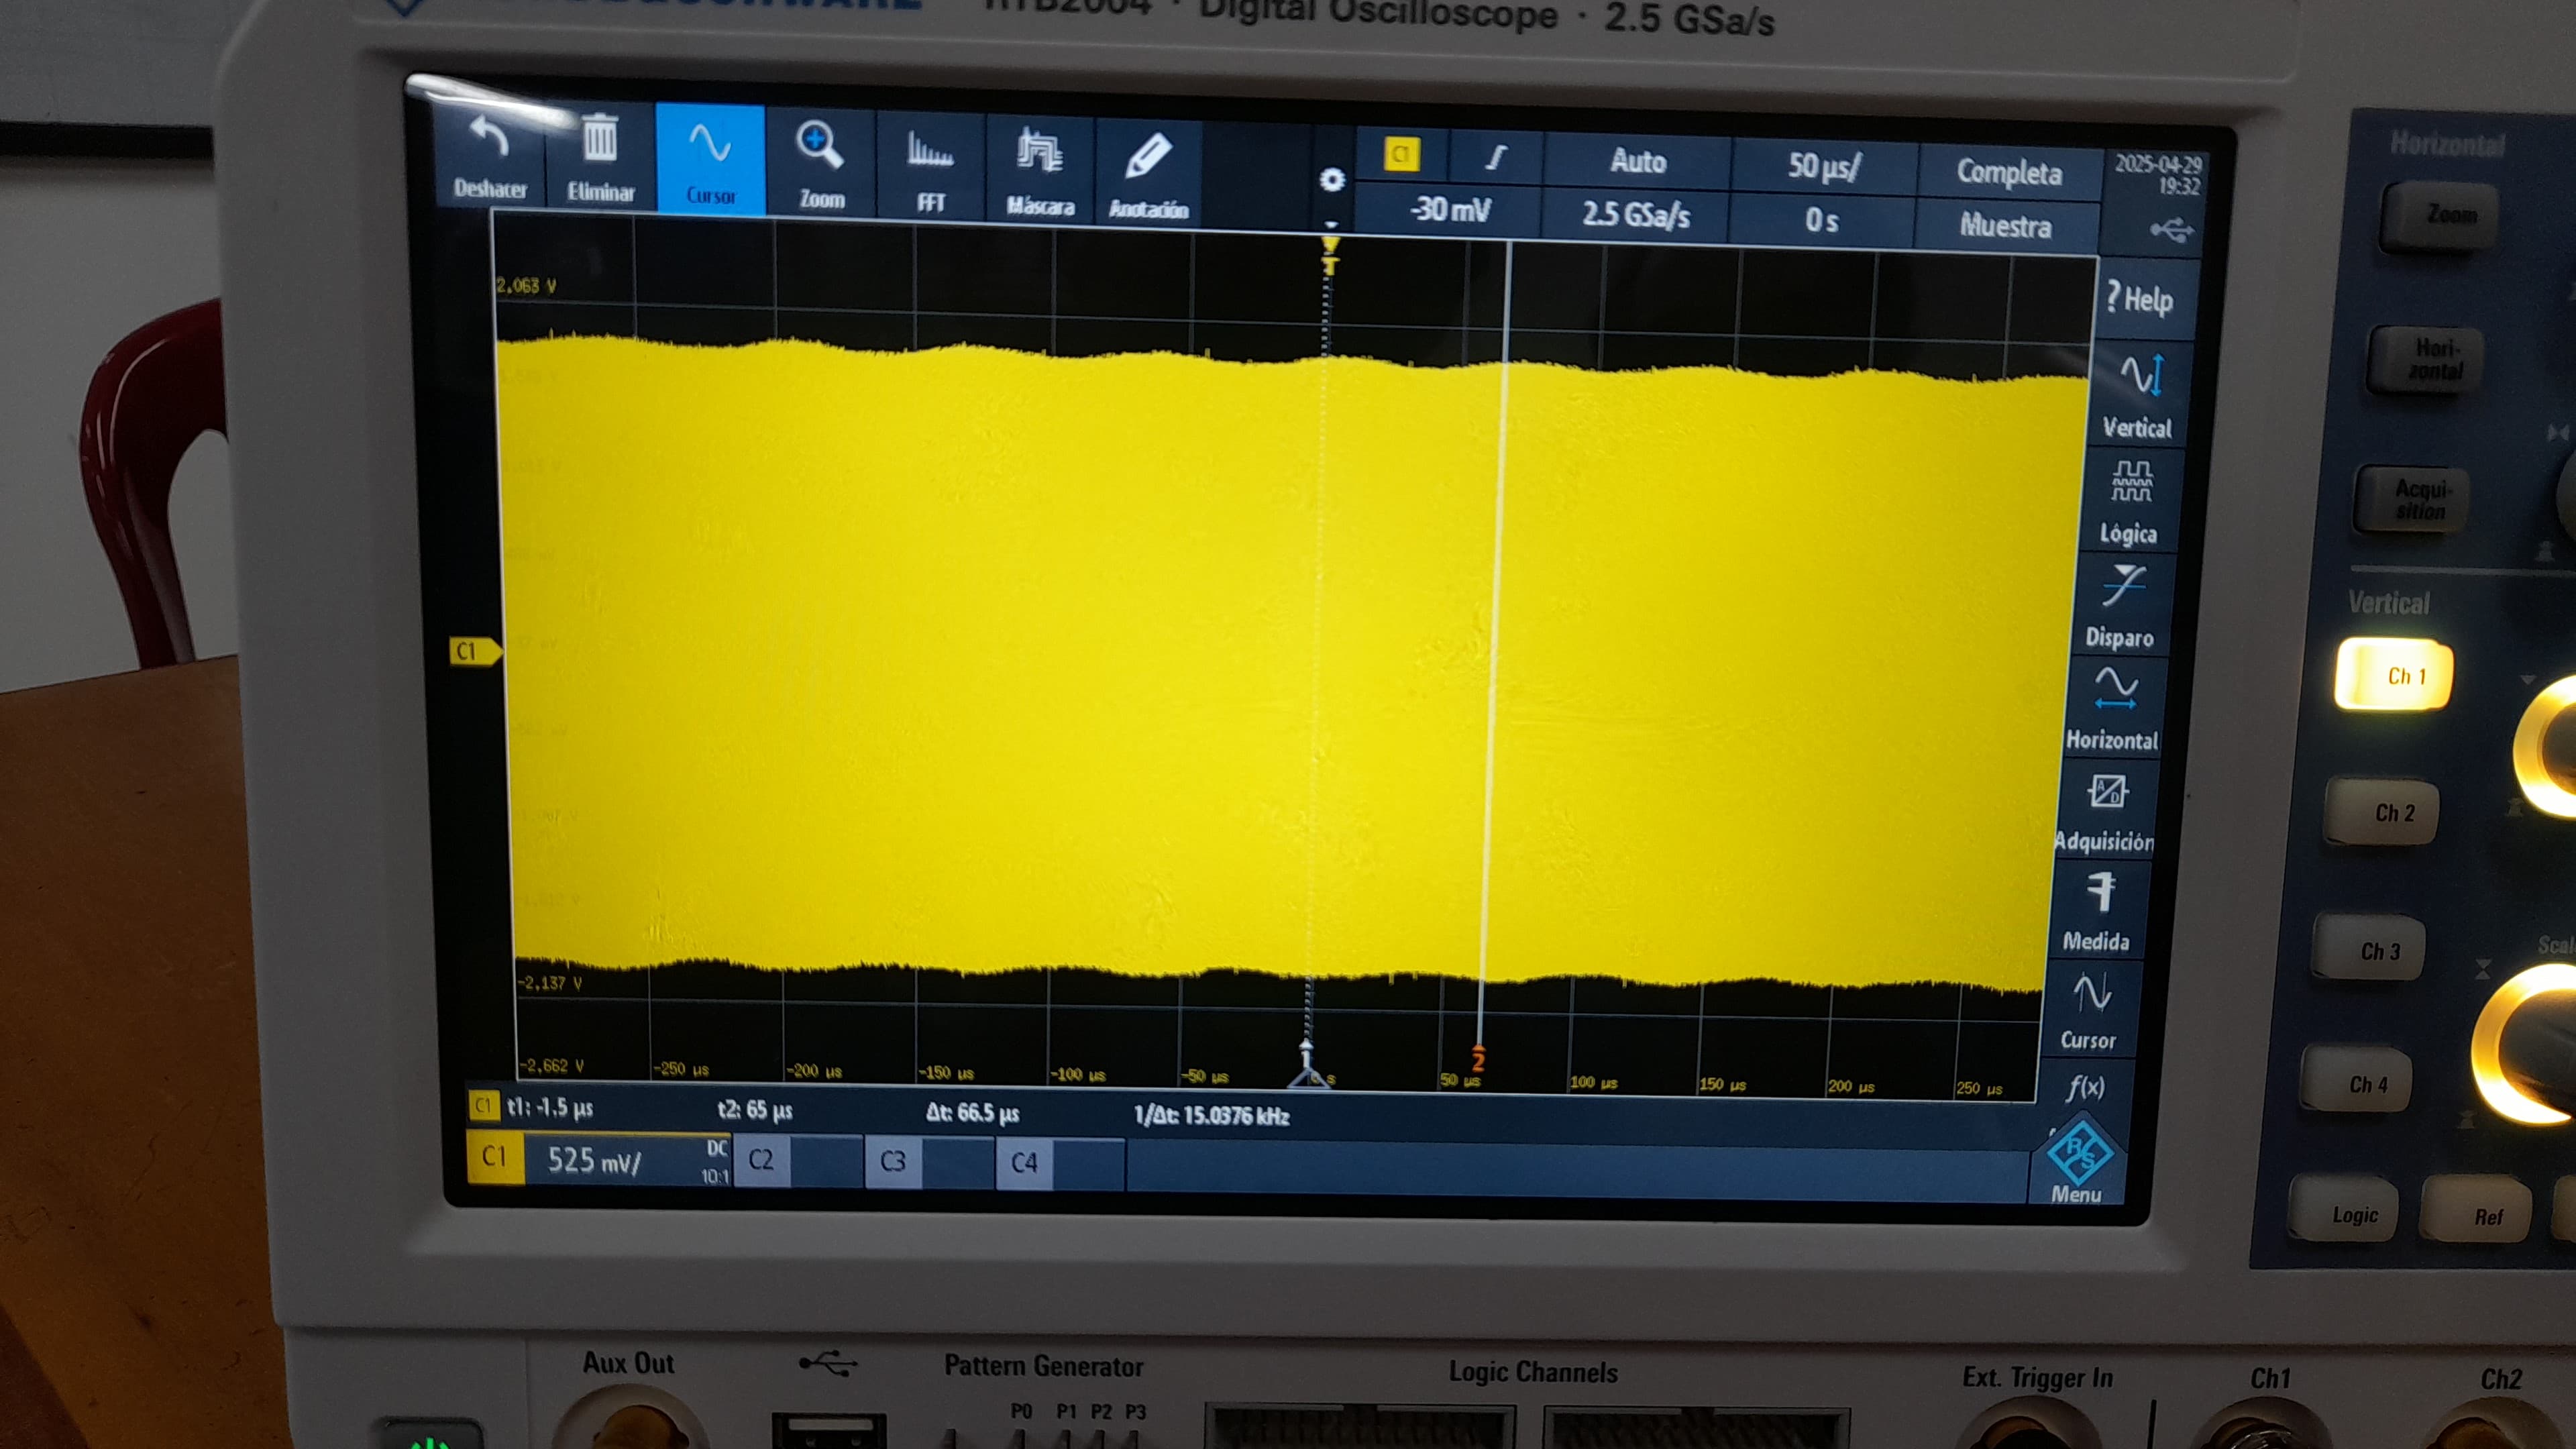 RTB2004 · Digital Oscilloscope · 2.5 GSa/s
Deshacer
Eliminar
Cursor
Zoom
FFT
Máscara
Anotación
C1
Auto
50 µs/
Completa
2025-04-29
19:32
-30 mV
2.5 GSa/s
0 s
Muestra
T
2,063 V
C1
-2,137 V
-2,662 V
-250 µs
-200 µs
-150 µs
-100 µs
-50 µs
1
0 s
50 µs
2
100 µs
150 µs
200 µs
250 µs
? Help
Vertical
Lógica
Disparo
Horizontal
Adquisición
Medida
Cursor
f(x)
R/S
Menu
C1 t1: -1.5 µs t2: 65 µs Δt: 66.5 µs 1/Δt: 15.0376 kHz
C1 525 mV/ DC
10:1
C2
C3
C4
Horizontal
Zoom
Hori-
zontal
Acqui-
sition
Vertical
Ch 1
Ch 2
Ch 3
Ch 4
Logic
Ref
Aux Out
Pattern Generator
P0 P1 P2 P3
Logic Channels
Ext. Trigger In
Ch1
Ch2